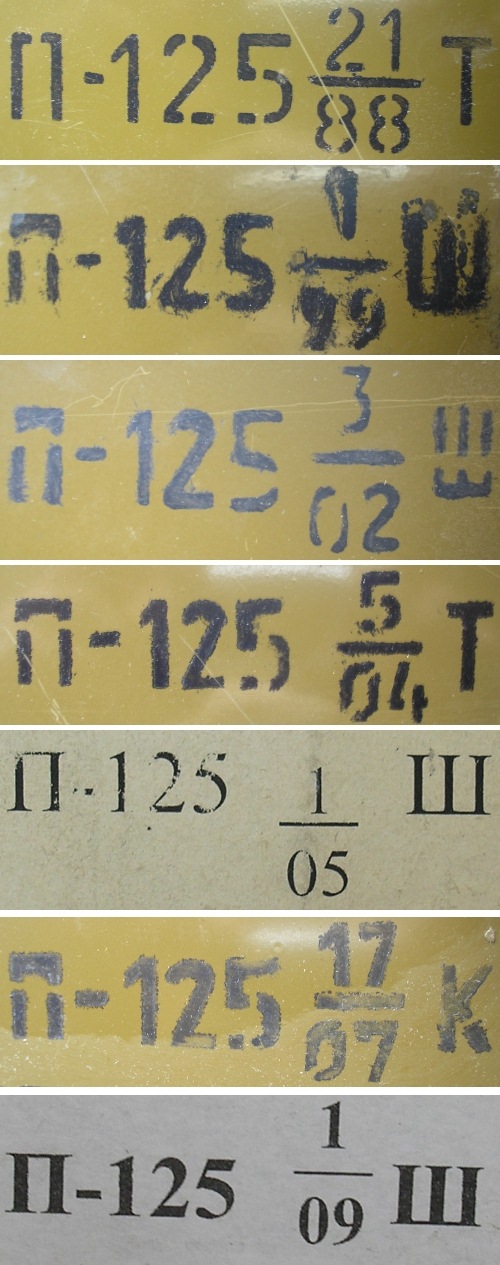 П-125 21/88 Т
П-125 1/99 Ш
П-125 3/02 Ш
П-125 5/04 Т
П-125 1/05 Ш
П-125 17/07 К
П-125 1/09 Ш